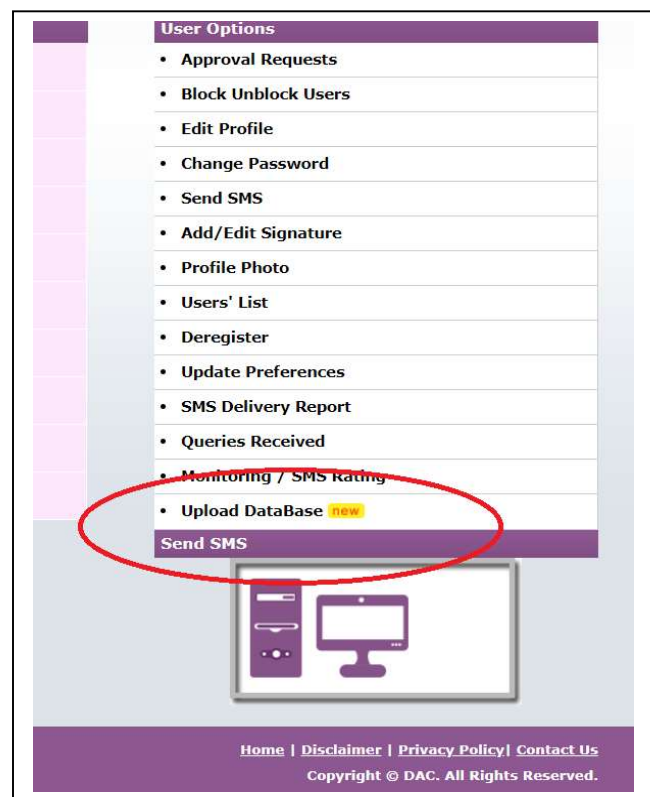 User Options
• Approval Requests
• Block Unblock Users
• Edit Profile
• Change Password
• Send SMS
• Add/Edit Signature
• Profile Photo
• Users' List
• Deregister
• Update Preferences
• SMS Delivery Report
• Queries Received
• Monitoring / SMS Rating
• Upload DataBase new
Send SMS
Home | Disclaimer | Privacy Policy| Contact Us
Copyright © DAC. All Rights Reserved.